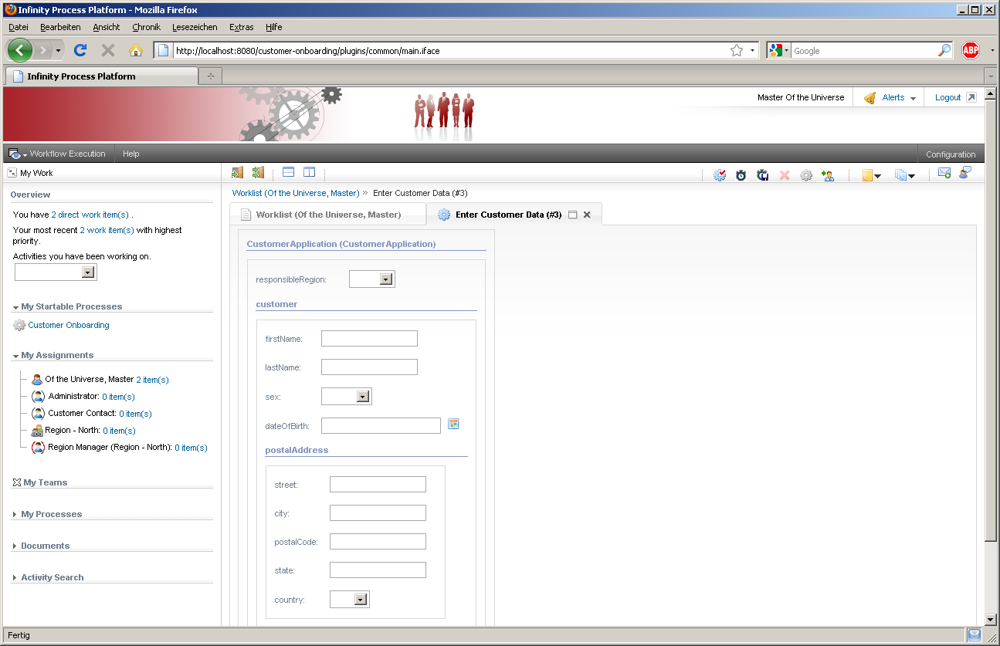 Infinity Process Platform - Mozilla Firefox
Datei Bearbeiten Ansicht Chronik Lesezeichen Extras Hilfe
http://localhost:8080/customer-onboarding/plugins/common/main.iface
Google
ABP
Infinity Process Platform
Master Of the Universe
Alerts
Logout
Workflow Execution
Help
Configuration
My Work
Overview
You have 2 direct work item(s) .
Your most recent 2 work item(s) with highest
priority.
Activities you have been working on.
My Startable Processes
Customer Onboarding
My Assignments
Of the Universe, Master 2 item(s)
Administrator: 0 item(s)
Customer Contact: 0 item(s)
Region - North: 0 item(s)
Region Manager (Region - North): 0 item(s)
My Teams
My Processes
Documents
Activity Search
Worklist (Of the Universe, Master) » Enter Customer Data (#3)
Worklist (Of the Universe, Master)
Enter Customer Data (#3)
CustomerApplication (CustomerApplication)
responsibleRegion:
customer
firstName:
lastName:
sex:
dateOfBirth:
postalAddress
street:
city:
postalCode:
state:
country:
Fertig